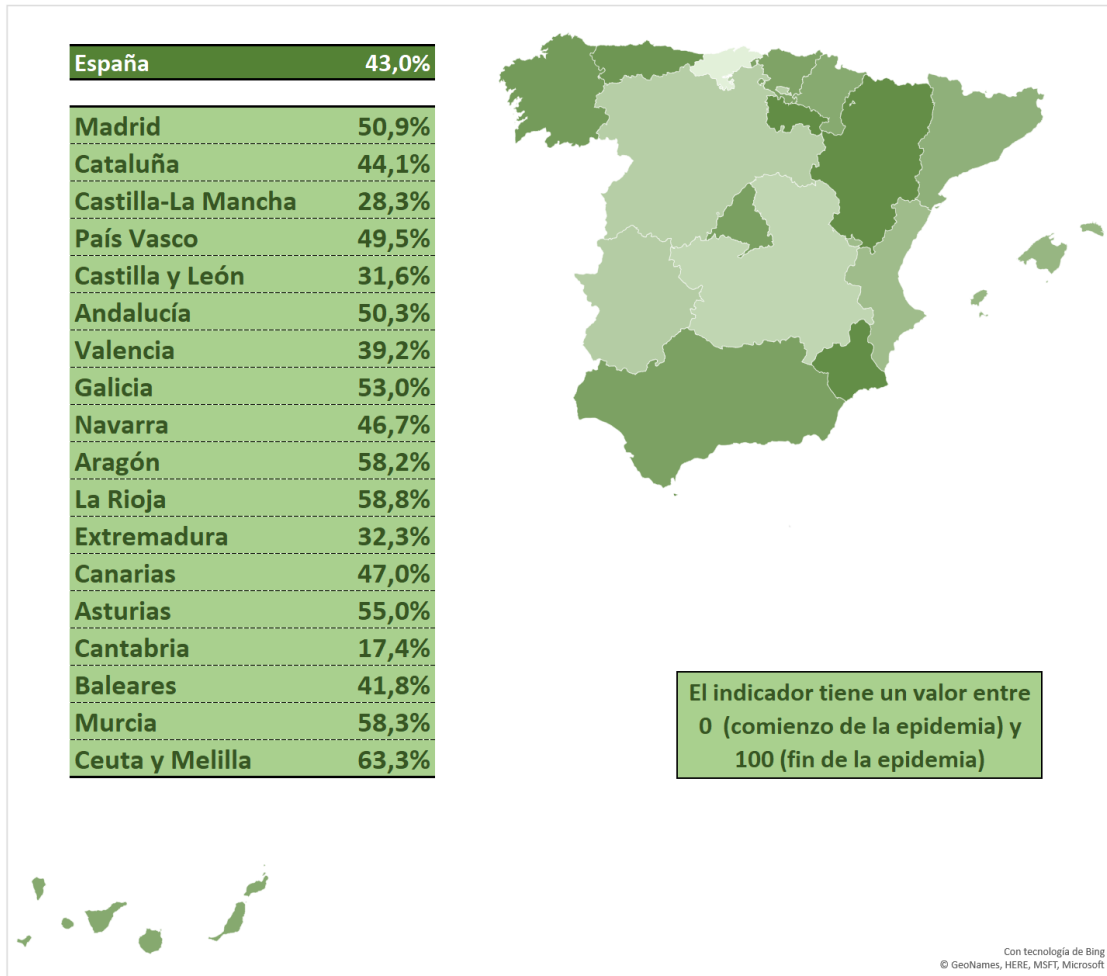 España 43,0%
Madrid 50,9%
Cataluña 44,1%
Castilla-La Mancha 28,3%
País Vasco 49,5%
Castilla y León 31,6%
Andalucía 50,3%
Valencia 39,2%
Galicia 53,0%
Navarra 46,7%
Aragón 58,2%
La Rioja 58,8%
Extremadura 32,3%
Canarias 47,0%
Asturias 55,0%
Cantabria 17,4%
Baleares 41,8%
Murcia 58,3%
Ceuta y Melilla 63,3%
El indicador tiene un valor entre
0 (comienzo de la epidemia) y
100 (fin de la epidemia)
Con tecnología de Bing
© GeoNames, HERE, MSFT, Microsoft